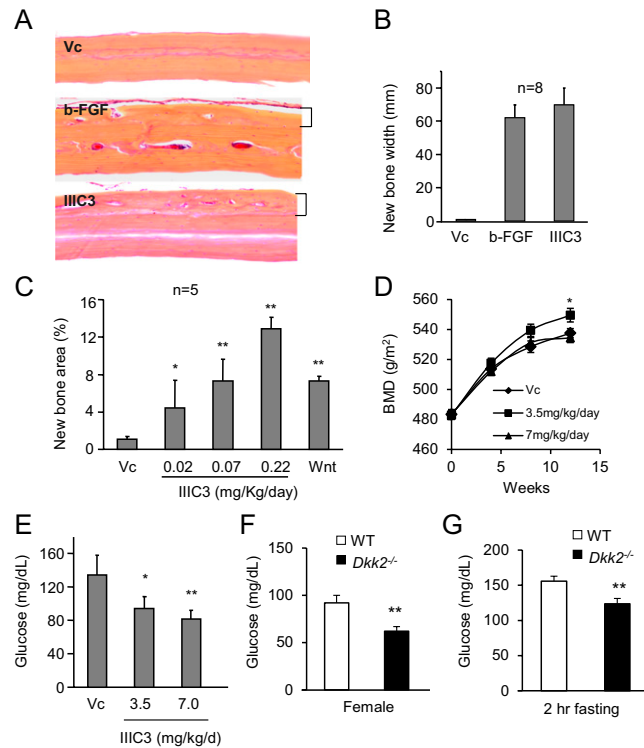 A
Vc
b-FGF
IIIC3
B
n=8
New bone width (mm)
80
60
40
20
0
Vc b-FGF IIIC3
C
n=5
New bone area (%)
16
12
8
4
0
*
**
**
**
Vc 0.02 0.07 0.22 Wnt
IIIC3 (mg/Kg/day)
D
BMD (g/m²)
560
540
520
500
480
460
*
Vc
3.5mg/kg/day
7mg/kg/day
0 5 10 15
Weeks
E
Glucose (mg/dL)
160
120
80
40
0
*
**
Vc 3.5 7.0
IIIC3 (mg/kg/d)
F
WT
Dkk2-/-
Glucose (mg/dL)
150
100
50
0
**
Female
G
WT
Dkk2-/-
Glucose (mg/dL)
200
150
100
50
0
**
2 hr fasting